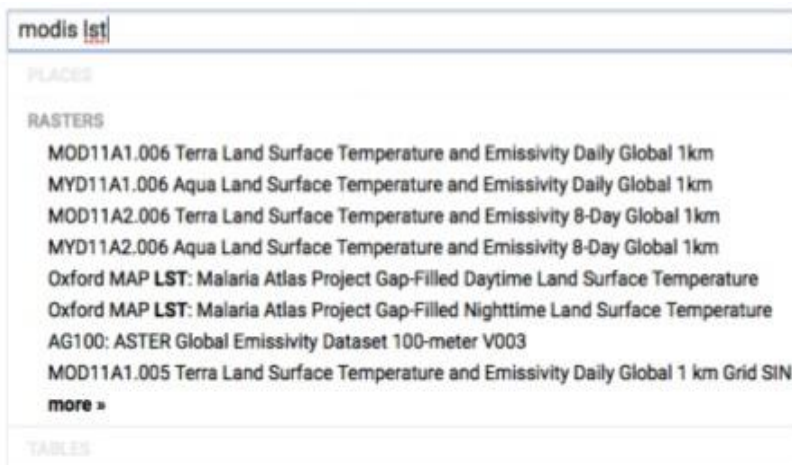 modis lst
PLACES
RASTERS
MOD11A1.006 Terra Land Surface Temperature and Emissivity Daily Global 1km
MYD11A1.006 Aqua Land Surface Temperature and Emissivity Daily Global 1km
MOD11A2.006 Terra Land Surface Temperature and Emissivity 8-Day Global 1km
MYD11A2.006 Aqua Land Surface Temperature and Emissivity 8-Day Global 1km
Oxford MAP LST: Malaria Atlas Project Gap-Filled Daytime Land Surface Temperature
Oxford MAP LST: Malaria Atlas Project Gap-Filled Nighttime Land Surface Temperature
AG100: ASTER Global Emissivity Dataset 100-meter V003
MOD11A1.005 Terra Land Surface Temperature and Emissivity Daily Global 1 km Grid SIN
more »
TABLES